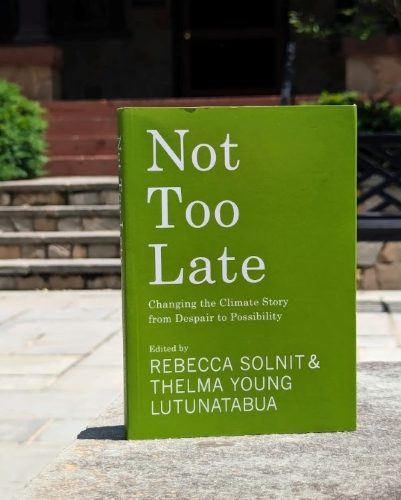 Not
Too
Late
Changing the Climate Story
from Despair to Possibility
Edited by
REBECCA SOLNIT &
THELMA YOUNG
LUTUNATABUA